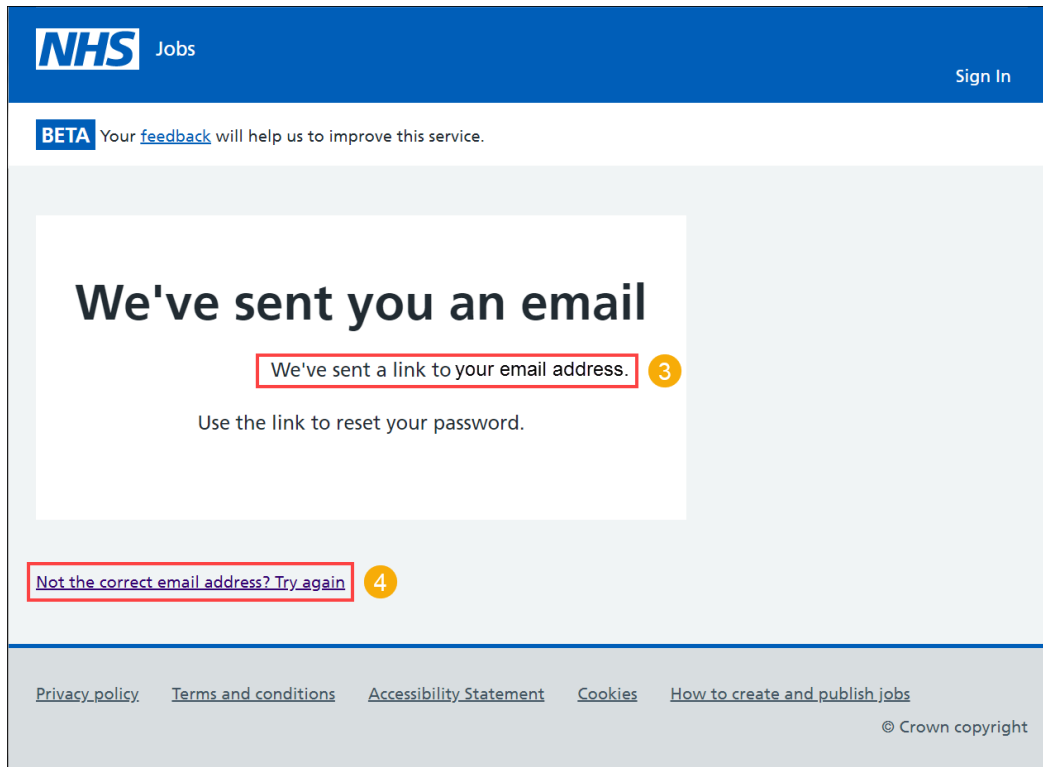 NHS Jobs
Sign In
BETA Your feedback will help us to improve this service.
We've sent you an email
We've sent a link to your email address. 3
Use the link to reset your password.
Not the correct email address? Try again 4
Privacy policy Terms and conditions Accessibility Statement Cookies How to create and publish jobs
© Crown copyright